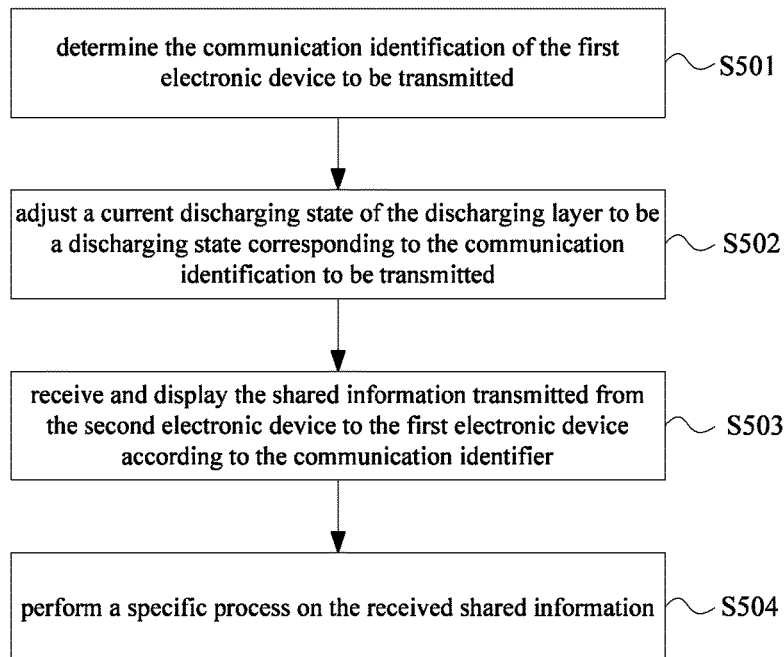 determine the communication identification of the first
electronic device to be transmitted
S501
adjust a current discharging state of the discharging layer to be
a discharging state corresponding to the communication
identification to be transmitted
S502
receive and display the shared information transmitted from
the second electronic device to the first electronic device
according to the communication identifier
S503
perform a specific process on the received shared information
S504